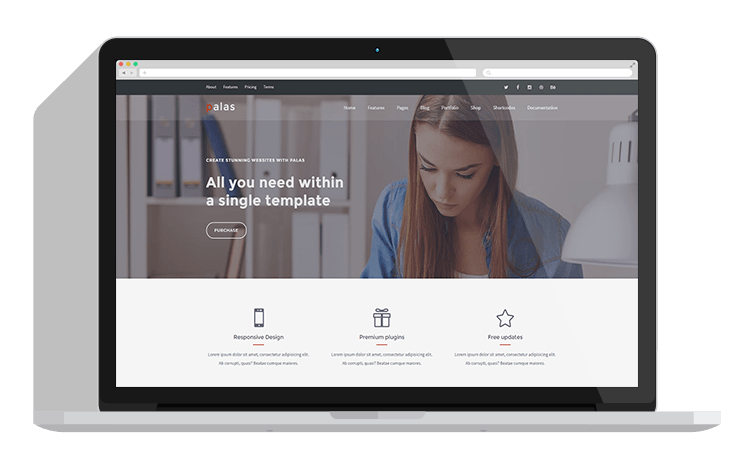 About Features Pricing Terms
palas
Home Features Pages Blog Portfolio Shop Shortcodes Documentation
CREATE STUNNING WEBSITES WITH PALAS
All you need within
a single template
PURCHASE
Responsive Design
Lorem ipsum dolor sit amet, consectetur adipisicing elit.
Ab corrupti, quasi? Beatae cumque maiores.
Premium plugins
Lorem ipsum dolor sit amet, consectetur adipisicing elit.
Ab corrupti, quasi? Beatae cumque maiores.
Free updates
Lorem ipsum dolor sit amet, consectetur adipisicing elit.
Ab corrupti, quasi? Beatae cumque maiores.